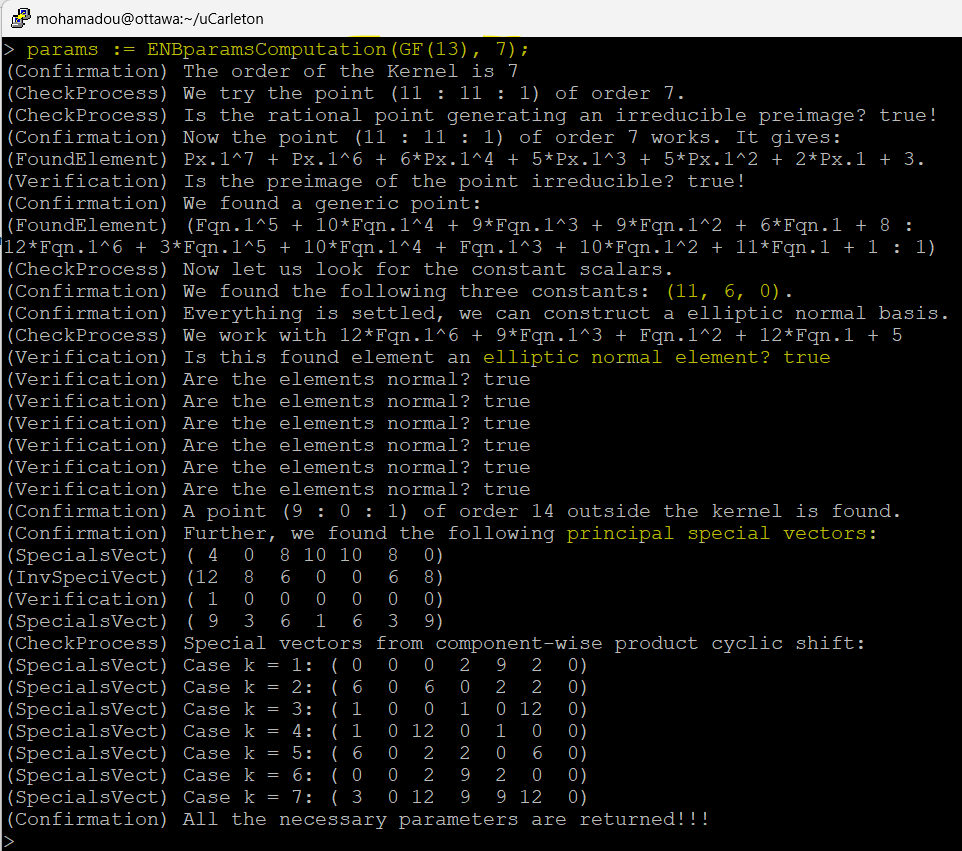 mohamadou@ottawa:~/uCarleton
> params := ENBparamsComputation(GF(13), 7);
(Confirmation) The order of the Kernel is 7
(CheckProcess) We try the point (11 : 11 : 1) of order 7.
(CheckProcess) Is the rational point generating an irreducible preimage? true!
(Confirmation) Now the point (11 : 11 : 1) of order 7 works. It gives:
(FoundElement) Px.1^7 + Px.1^6 + 6*Px.1^4 + 5*Px.1^3 + 5*Px.1^2 + 2*Px.1 + 3.
(Verification) Is the preimage of the point irreducible? true!
(Confirmation) We found a generic point:
(FoundElement) (Fqn.1^5 + 10*Fqn.1^4 + 9*Fqn.1^3 + 9*Fqn.1^2 + 6*Fqn.1 + 8 :
12*Fqn.1^6 + 3*Fqn.1^5 + 10*Fqn.1^4 + Fqn.1^3 + 10*Fqn.1^2 + 11*Fqn.1 + 1 : 1)
(CheckProcess) Now let us look for the constant scalars.
(Confirmation) We found the following three constants: (11, 6, 0).
(Confirmation) Everything is settled, we can construct a elliptic normal basis.
(CheckProcess) We work with 12*Fqn.1^6 + 9*Fqn.1^3 + Fqn.1^2 + 12*Fqn.1 + 5
(Verification) Is this found element an elliptic normal element? true
(Verification) Are the elements normal? true
(Verification) Are the elements normal? true
(Verification) Are the elements normal? true
(Verification) Are the elements normal? true
(Verification) Are the elements normal? true
(Verification) Are the elements normal? true
(Confirmation) A point (9 : 0 : 1) of order 14 outside the kernel is found.
(Confirmation) Further, we found the following principal special vectors:
(SpecialsVect) ( 4  0  8 10 10  8  0)
(InvSpeciVect) (12  8  6  0  0  6  8)
(Verification) ( 1  0  0  0  0  0  0)
(SpecialsVect) ( 9  3  6  1  6  3  9)
(CheckProcess) Special vectors from component-wise product cyclic shift:
(SpecialsVect) Case k = 1: ( 0  0  0  2  9  2  0)
(SpecialsVect) Case k = 2: ( 6  0  6  0  2  2  0)
(SpecialsVect) Case k = 3: ( 1  0  0  1  0 12  0)
(SpecialsVect) Case k = 4: ( 1  0 12  0  1  0  0)
(SpecialsVect) Case k = 5: ( 6  0  2  2  0  6  0)
(SpecialsVect) Case k = 6: ( 0  0  2  9  2  0  0)
(SpecialsVect) Case k = 7: ( 3  0 12  9  9 12  0)
(Confirmation) All the necessary parameters are returned!!!
>